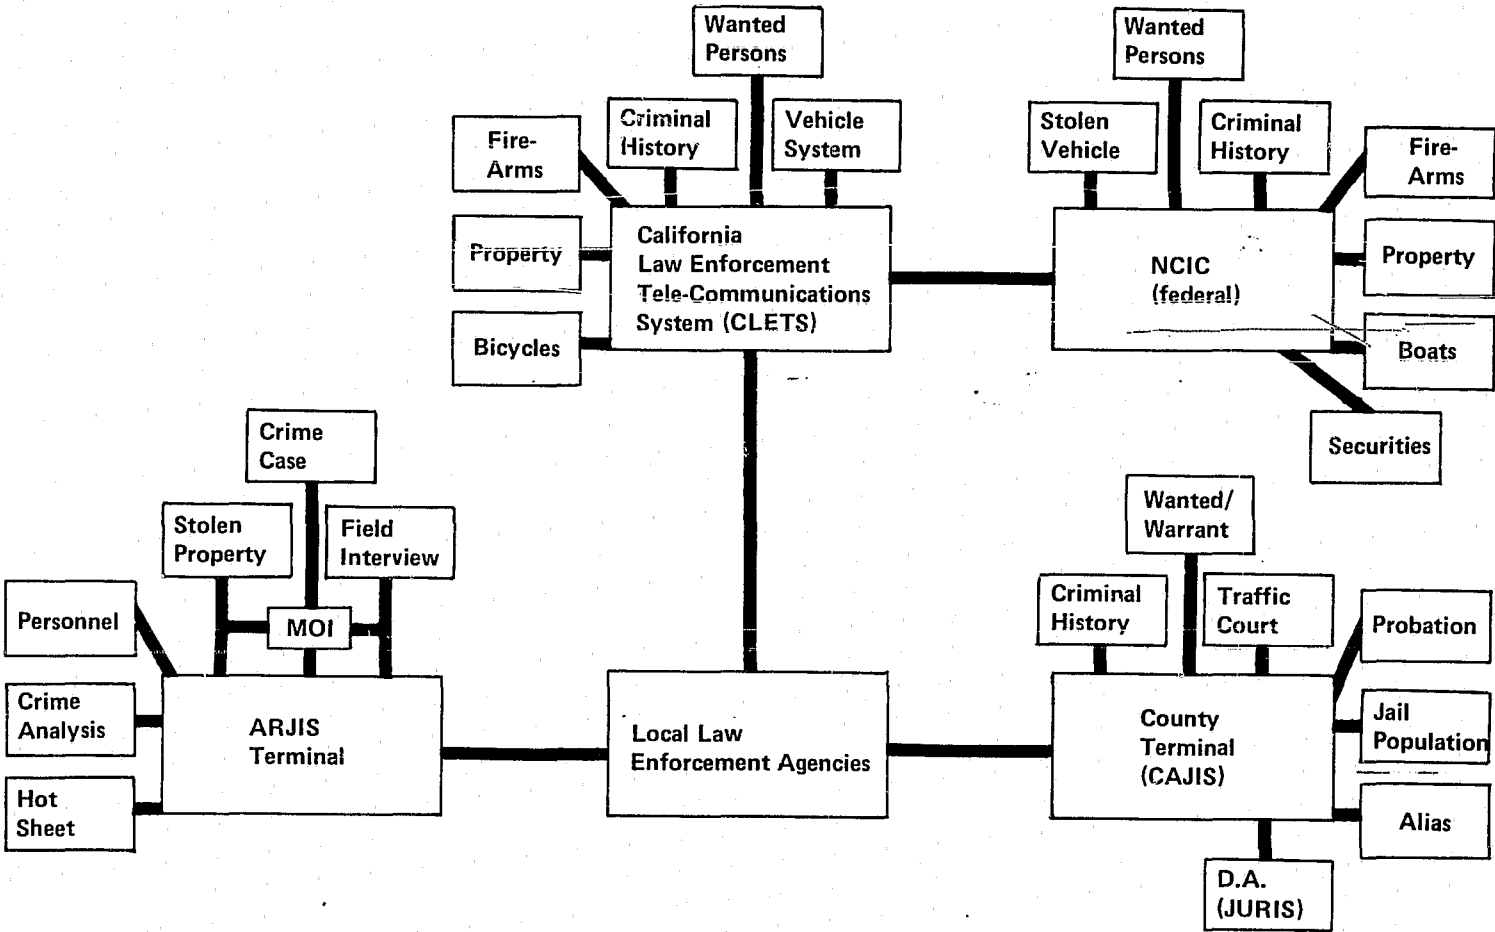 Wanted
Persons
Wanted
Persons
Criminal
History
Vehicle
System
Stolen
Vehicle
Criminal
History
Fire-
Arms
Fire-
Arms
California
Law Enforcement
Tele-Communications
System (CLETS)
Property
NCIC
(federal)
Property
Bicycles
Boats
Securities
Crime
Case
Stolen
Property
Field
Interview
Wanted/
Warrant
Personnel
MOI
Criminal
History
Traffic
Court
Probation
Crime
Analysis
ARJIS
Terminal
Local Law
Enforcement Agencies
County
Terminal
(CAJIS)
Jail
Population
Hot
Sheet
Alias
D.A.
(JURIS)